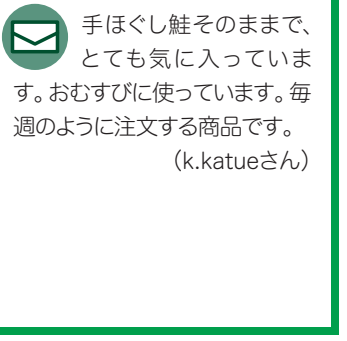 手ほぐし鮭そのままで、
とても気に入っていま
す。おむすびに使っています。毎
週のように注文する商品です。
（k.katueさん）